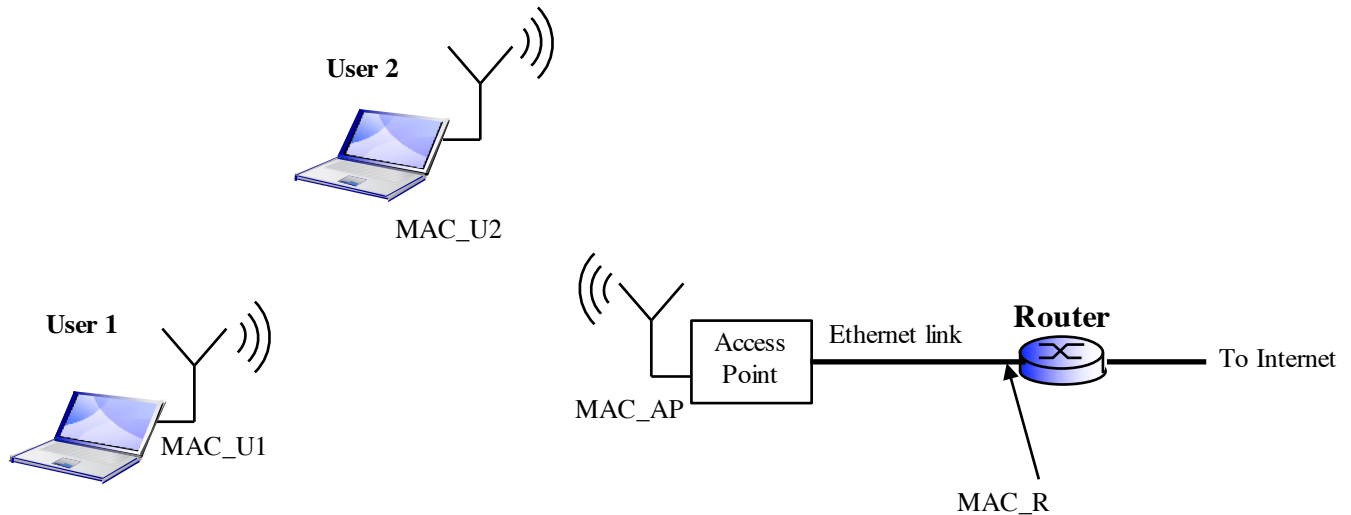 User 2
MAC_U2
User 1
MAC_U1
Access
Point
MAC_AP
Ethernet link
Router
To Internet
MAC_R